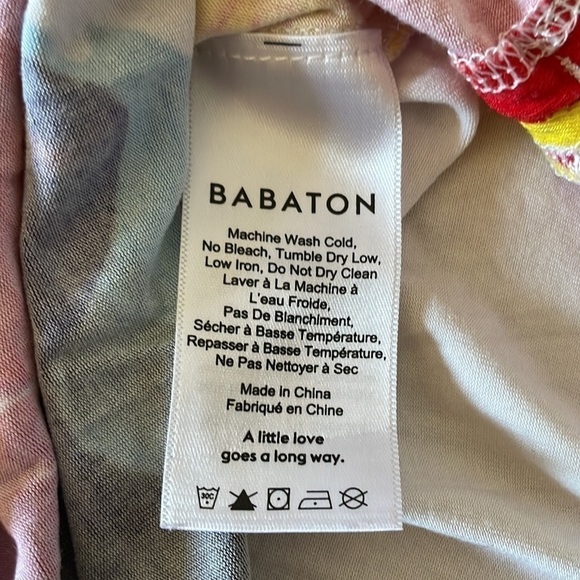 BABATON
Machine Wash Cold,
No Bleach, Tumble Dry Low,
Low Iron, Do Not Dry Clean
Laver à La Machine à
L'eau Froide,
Pas De Blanchiment,
Sécher à Basse Température,
Repasser à Basse Température,
Ne Pas Nettoyer à Sec
Made in China
Fabriqué en Chine
A little love
goes a long way.
30C